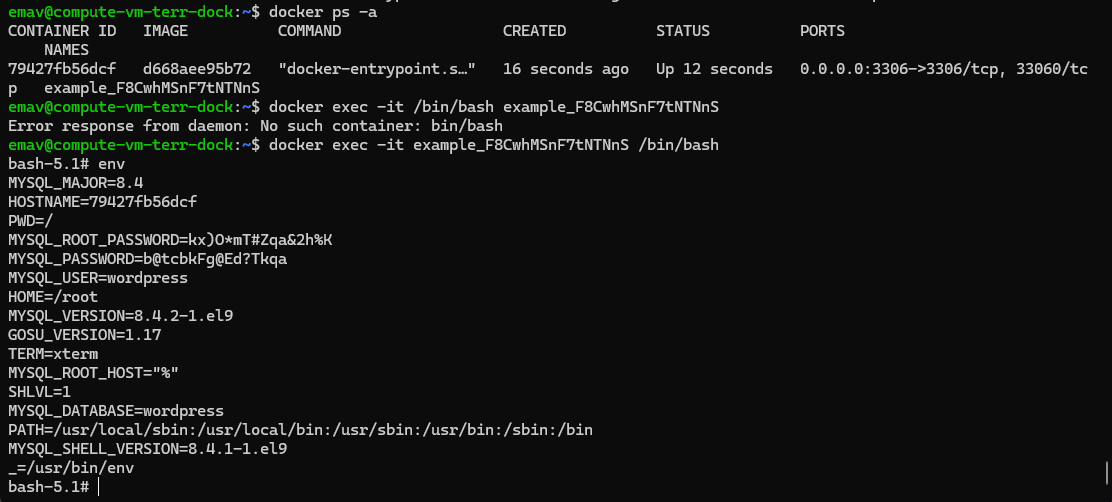 emav@compute-vm-terr-dock:~$ docker ps -a
CONTAINER ID   IMAGE          COMMAND                  CREATED          STATUS          PORTS
    NAMES
79427fb56dcf   d668aee95b72   "docker-entrypoint.s…"   16 seconds ago   Up 12 seconds   0.0.0.0:3306->3306/tcp, 33060/tc
p   example_F8CwhMSnF7tNTNnS
emav@compute-vm-terr-dock:~$ docker exec -it /bin/bash example_F8CwhMSnF7tNTNnS
Error response from daemon: No such container: bin/bash
emav@compute-vm-terr-dock:~$ docker exec -it example_F8CwhMSnF7tNTNnS /bin/bash
bash-5.1# env
MYSQL_MAJOR=8.4
HOSTNAME=79427fb56dcf
PWD=/
MYSQL_ROOT_PASSWORD=kx)O*mT#Zqa&2h%K
MYSQL_PASSWORD=b@tcbkFg@Ed?Tkqa
MYSQL_USER=wordpress
HOME=/root
MYSQL_VERSION=8.4.2-1.el9
GOSU_VERSION=1.17
TERM=xterm
MYSQL_ROOT_HOST="%"
SHLVL=1
MYSQL_DATABASE=wordpress
PATH=/usr/local/sbin:/usr/local/bin:/usr/sbin:/usr/bin:/sbin:/bin
MYSQL_SHELL_VERSION=8.4.1-1.el9
_=/usr/bin/env
bash-5.1#